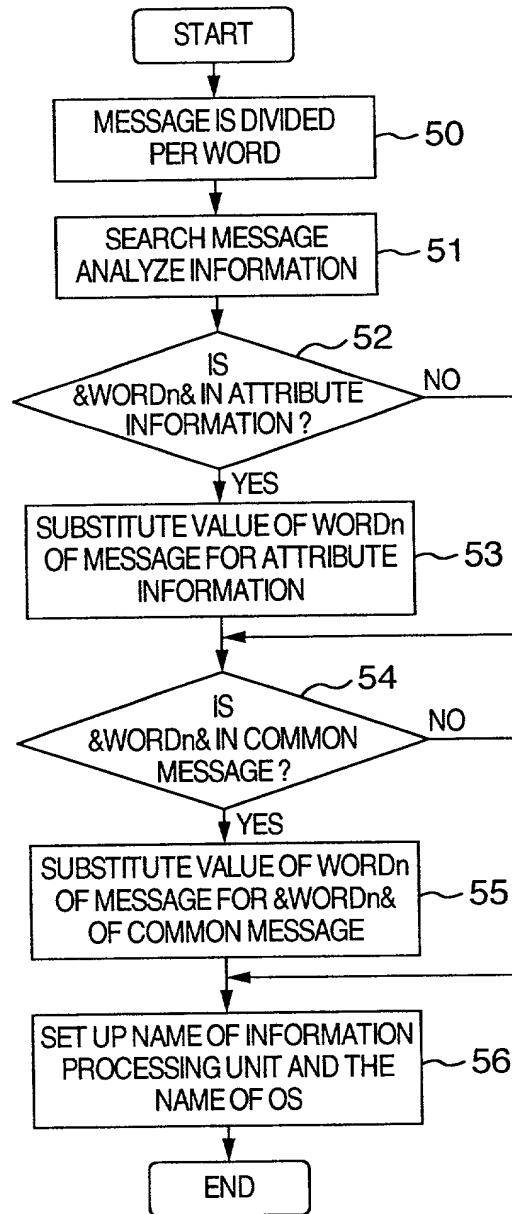 START
MESSAGE IS DIVIDED
PER WORD
50
SEARCH MESSAGE
ANALYZE INFORMATION
51
52
IS
&WORDn& IN ATTRIBUTE
INFORMATION ?
NO
YES
SUBSTITUTE VALUE OF WORDn
OF MESSAGE FOR ATTRIBUTE
INFORMATION
53
54
IS
&WORDn& IN COMMON
MESSAGE ?
NO
YES
SUBSTITUTE VALUE OF WORDn
OF MESSAGE FOR &WORDn&
OF COMMON MESSAGE
55
SET UP NAME OF INFORMATION
PROCESSING UNIT AND THE
NAME OF OS
56
END